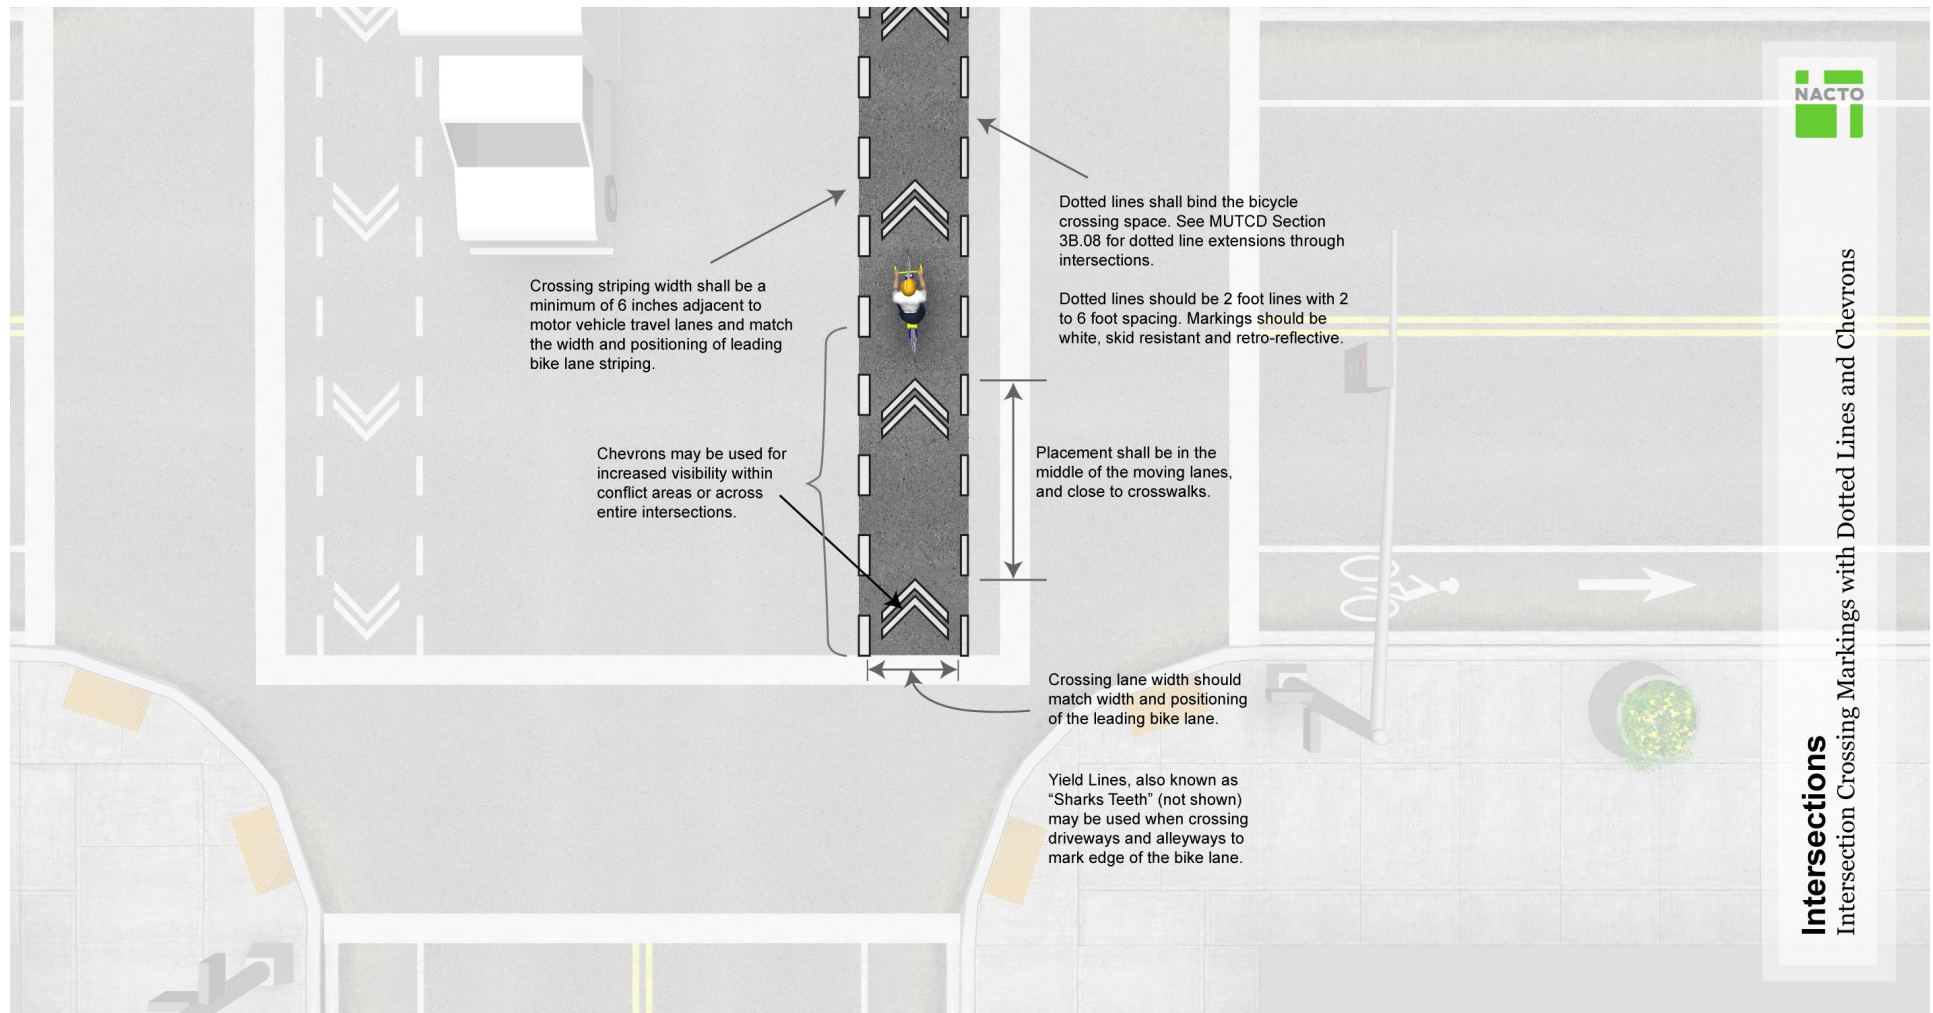 NACTO
Intersections
Intersection Crossing Markings with Dotted Lines and Chevrons
Dotted lines shall bind the bicycle
crossing space. See MUTCD Section
3B.08 for dotted line extensions through
intersections.
Dotted lines should be 2 foot lines with 2
to 6 foot spacing. Markings should be
white, skid resistant and retro-reflective.
Crossing striping width shall be a
minimum of 6 inches adjacent to
motor vehicle travel lanes and match
the width and positioning of leading
bike lane striping.
Chevrons may be used for
increased visibility within
conflict areas or across
entire intersections.
Placement shall be in the
middle of the moving lanes,
and close to crosswalks.
Crossing lane width should
match width and positioning
of the leading bike lane.
Yield Lines, also known as
“Sharks Teeth” (not shown)
may be used when crossing
driveways and alleyways to
mark edge of the bike lane.